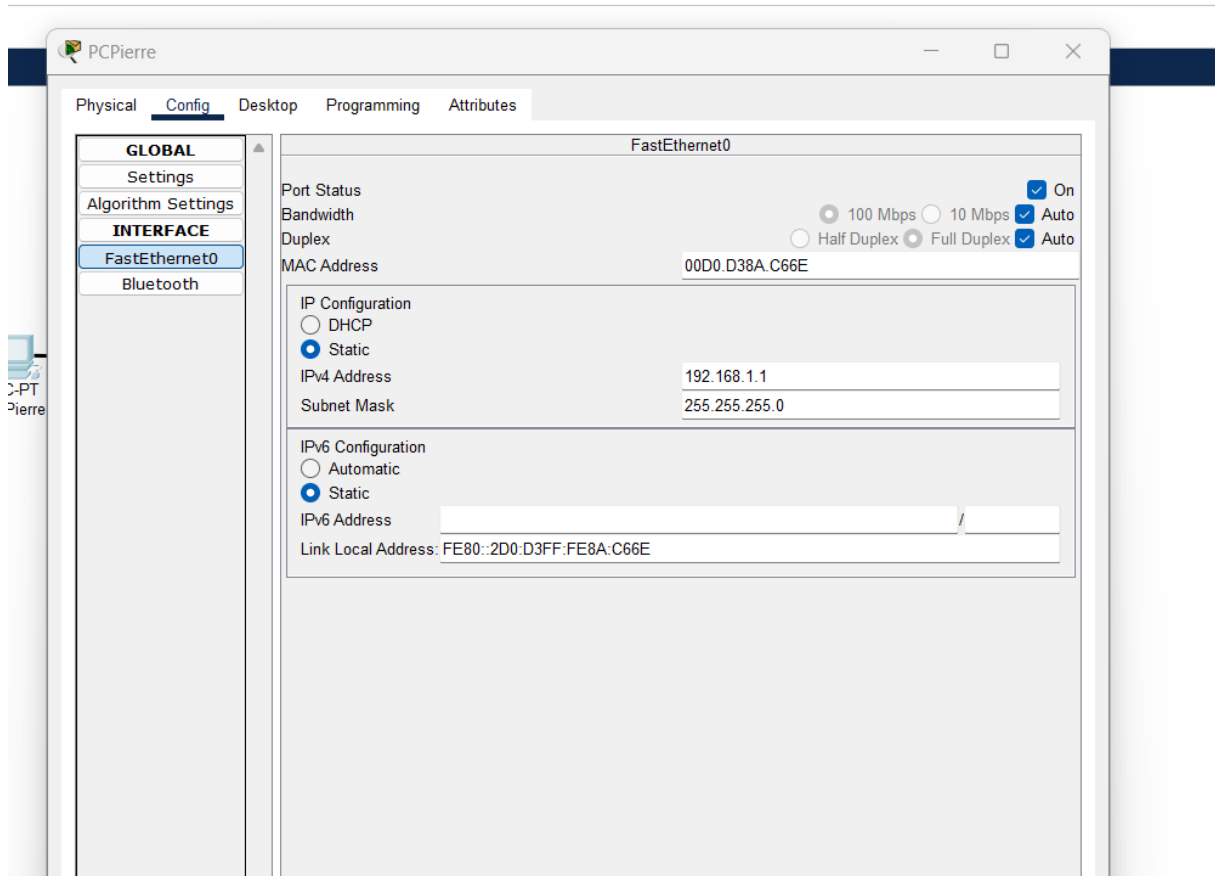 PCPierre
Physical Config Desktop Programming Attributes
GLOBAL
Settings
Algorithm Settings
INTERFACE
FastEthernet0
Bluetooth
FastEthernet0
Port Status On
Bandwidth 100 Mbps 10 Mbps Auto
Duplex Half Duplex Full Duplex Auto
MAC Address 00D0.D38A.C66E
IP Configuration
DHCP
Static
IPv4 Address 192.168.1.1
Subnet Mask 255.255.255.0
IPv6 Configuration
Automatic
Static
IPv6 Address /
Link Local Address: FE80::2D0:D3FF:FE8A:C66E
C-PT
Pierre